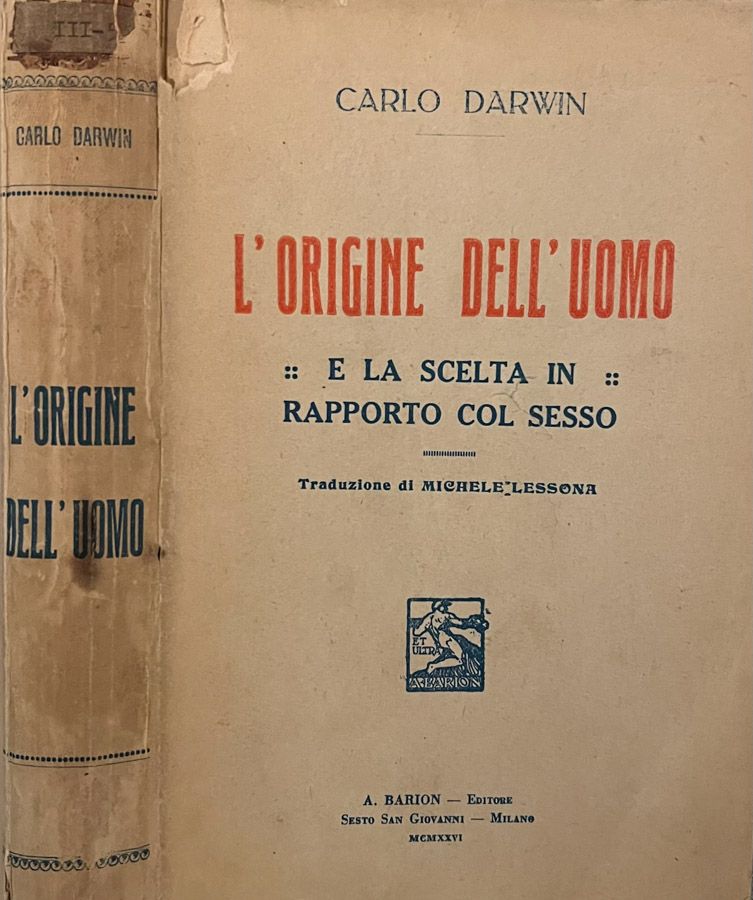 III-
CARLO DARWIN
L'ORIGINE
DELL'UOMO
CARLO DARWIN
L'ORIGINE DELL'UOMO
:: E LA SCELTA IN ::
RAPPORTO COL SESSO
Traduzione di MICHELE LESSONA
ET
ULTRA
A. BARION
A. BARION — EDITORE
SESTO SAN GIOVANNI — MILANO
MCMXXVI